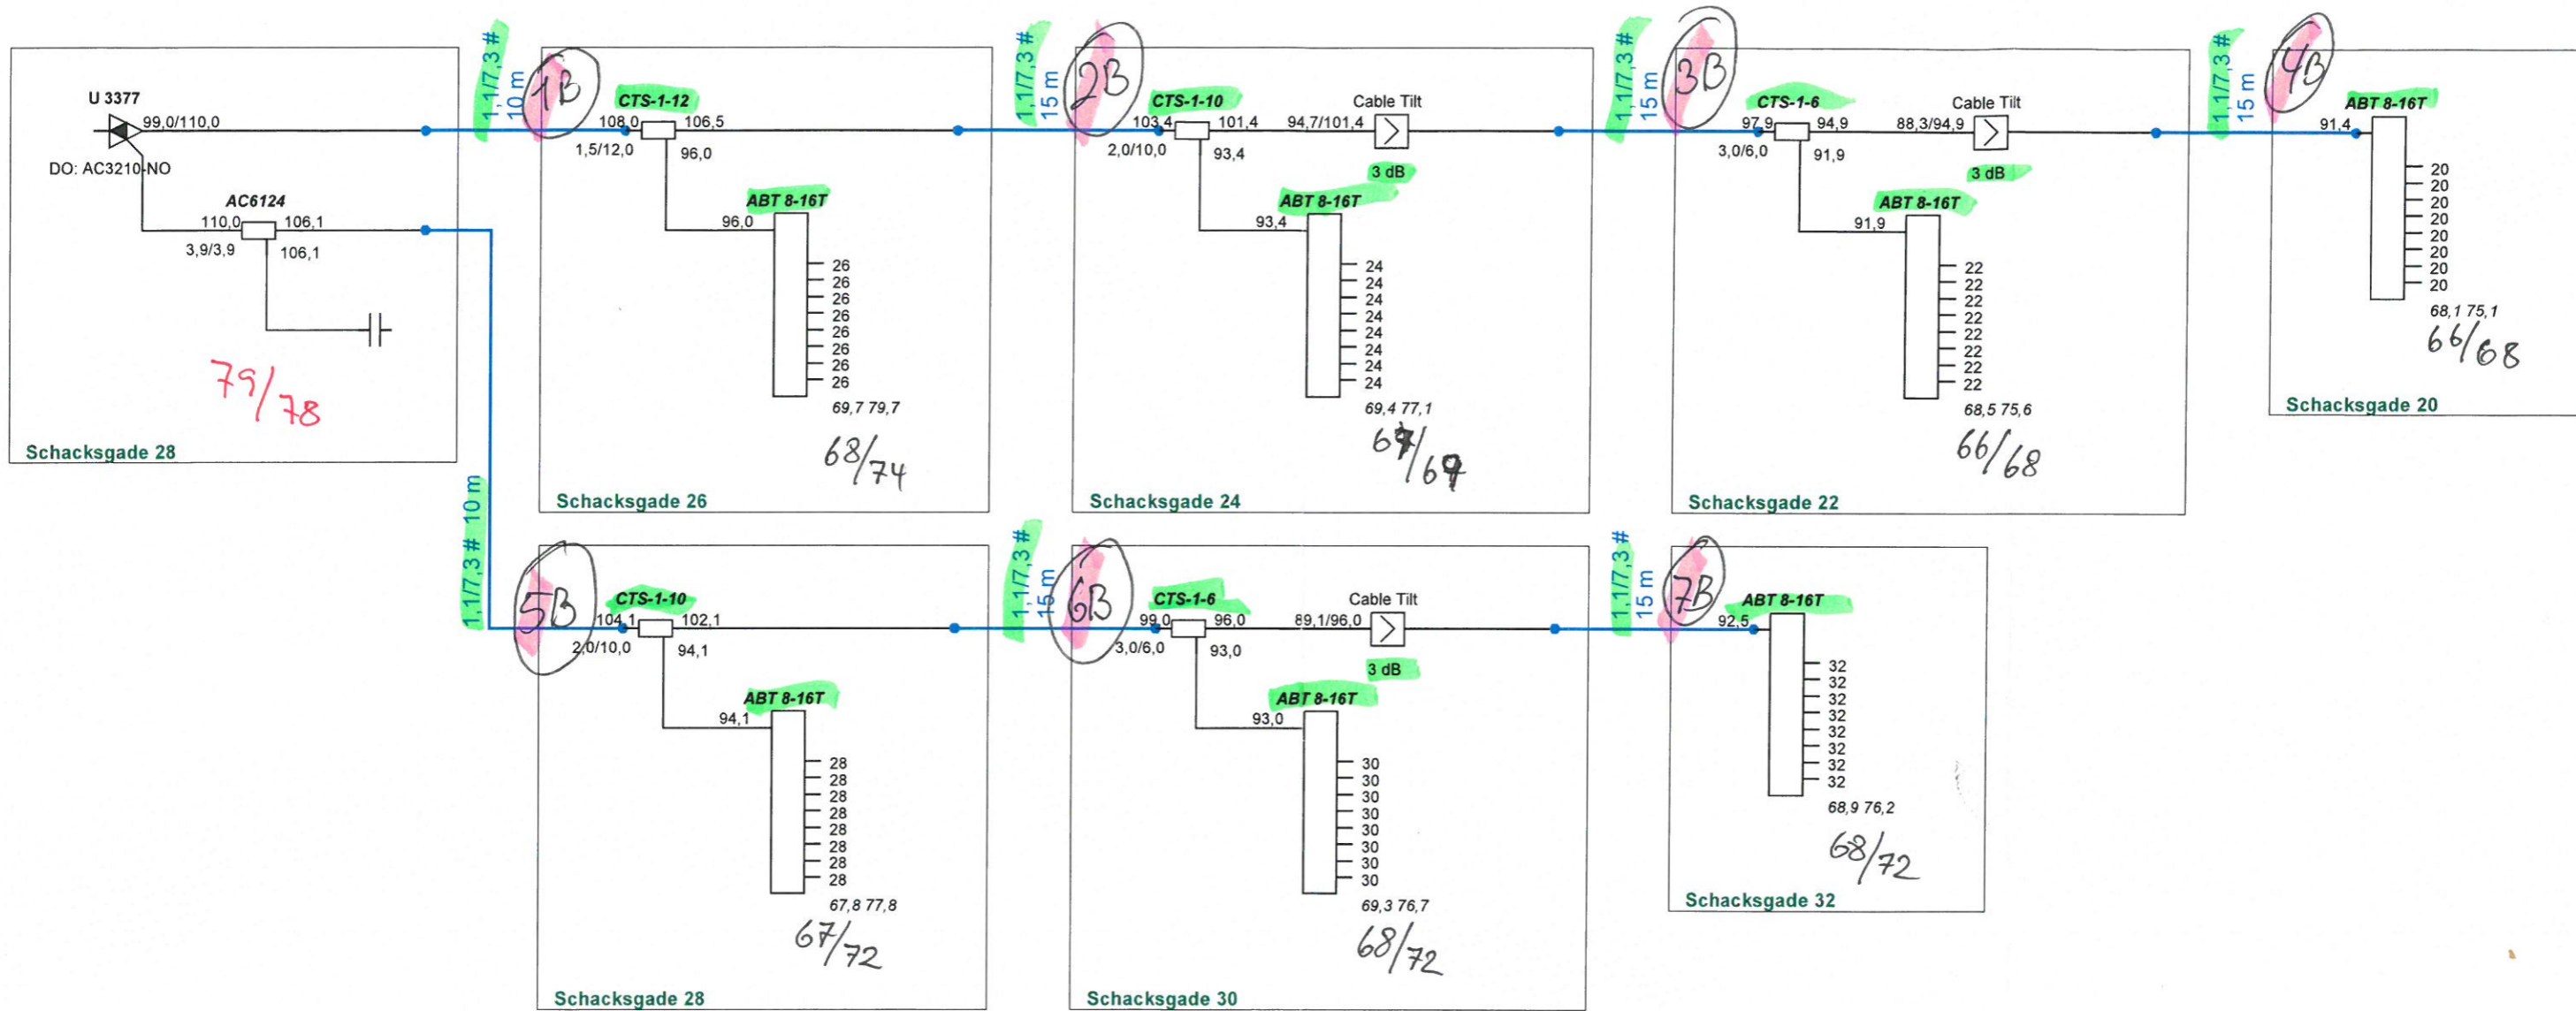 U 3377
99,0/110,0
DO: AC3210-NO
AC6124
110,0 106,1
3,9/3,9 106,1
79/78
Schacksgade 28
1,1/7,3 #
10 m
1B
CTS-1-12
108,0 106,5
1,5/12,0 96,0
ABT 8-16T
96,0
26
26
26
26
26
26
26
26
69,7 79,7
68/74
Schacksgade 26
1,1/7,3 #
15 m
2B
CTS-1-10
103,4 101,4
2,0/10,0 93,4
94,7/101,4
Cable Tilt
3 dB
ABT 8-16T
93,4
24
24
24
24
24
24
24
24
69,4 77,1
Schacksgade 24
1,1/7,3 #
15 m
3B
CTS-1-6
97,9 94,9
3,0/6,0 91,9
88,3/94,9
Cable Tilt
3 dB
ABT 8-16T
91,9
22
22
22
22
22
22
22
22
68,5 75,6
66/68
Schacksgade 22
1,1/7,3 #
15 m
4B
ABT 8-16T
91,4
20
20
20
20
20
20
20
20
68,1 75,1
66/68
Schacksgade 20
1,1/7,3 # 10 m
5B
CTS-1-10
104,1 102,1
2,0/10,0 94,1
ABT 8-16T
94,1
28
28
28
28
28
28
28
28
67,8 77,8
67/72
Schacksgade 28
1,1/7,3 #
15 m
6B
CTS-1-6
99,0 96,0
3,0/6,0 93,0
89,1/96,0
Cable Tilt
3 dB
ABT 8-16T
93,0
30
30
30
30
30
30
30
30
69,3 76,7
68/72
Schacksgade 30
1,1/7,3 #
15 m
7B
ABT 8-16T
92,5
32
32
32
32
32
32
32
32
68,9 76,2
68/72
Schacksgade 32